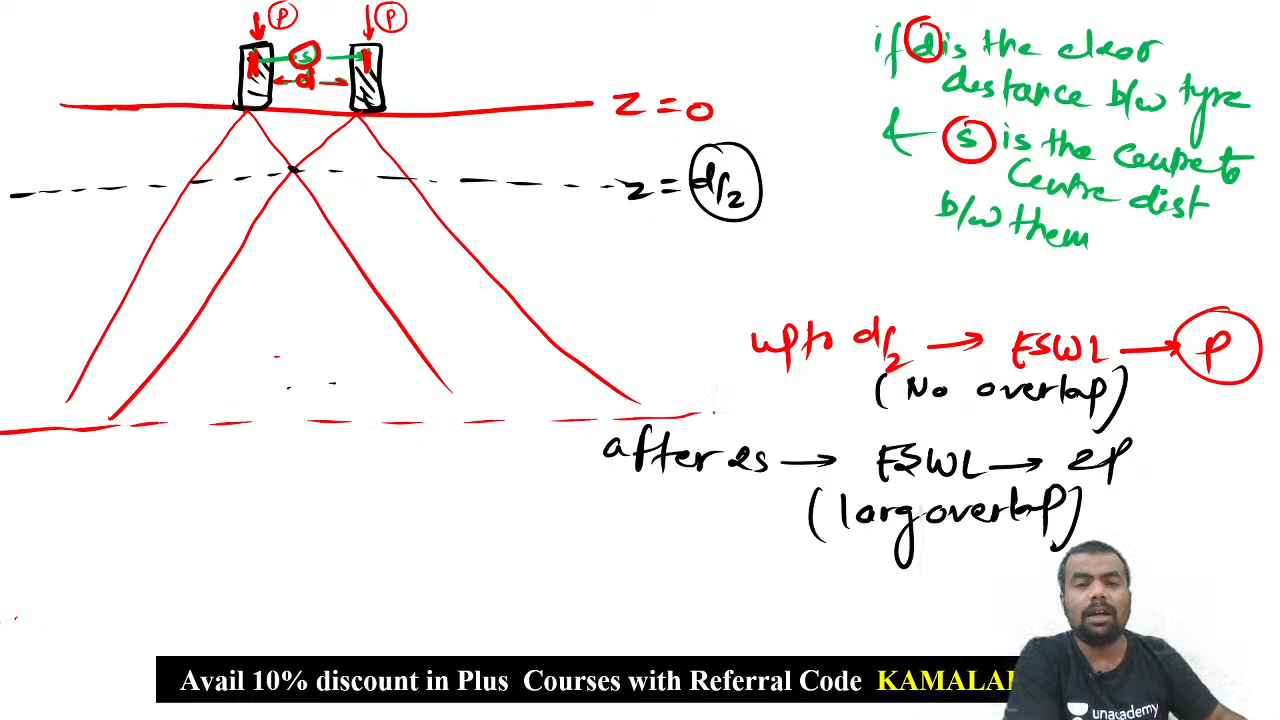 P
P
s
d
z = 0
z = d/2
if d is the clear
distance b/w tyre
& s is the centre to
centre dist
b/w them
upto d/2 → ESWL → P
(No overlap)
after 2s → ESWL → 2P
(larg overlap)
Avail 10% discount in Plus Courses with Referral Code KAMALA
unacademy